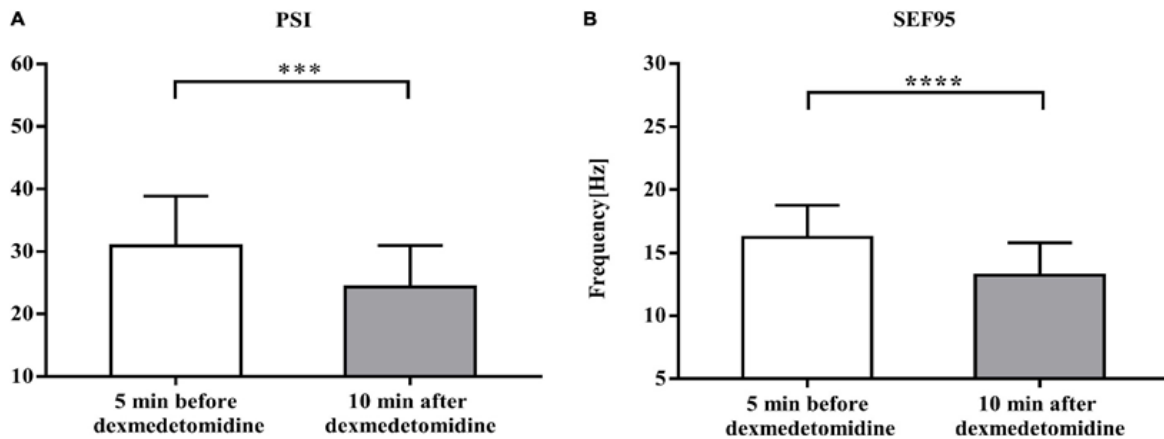 A
PSI
60
50
40
30
20
10
***
5 min before
dexmedetomidine
10 min after
dexmedetomidine
B
SEF95
Frequency[Hz]
30
25
20
15
10
5
****
5 min before
dexmedetomidine
10 min after
dexmedetomidine